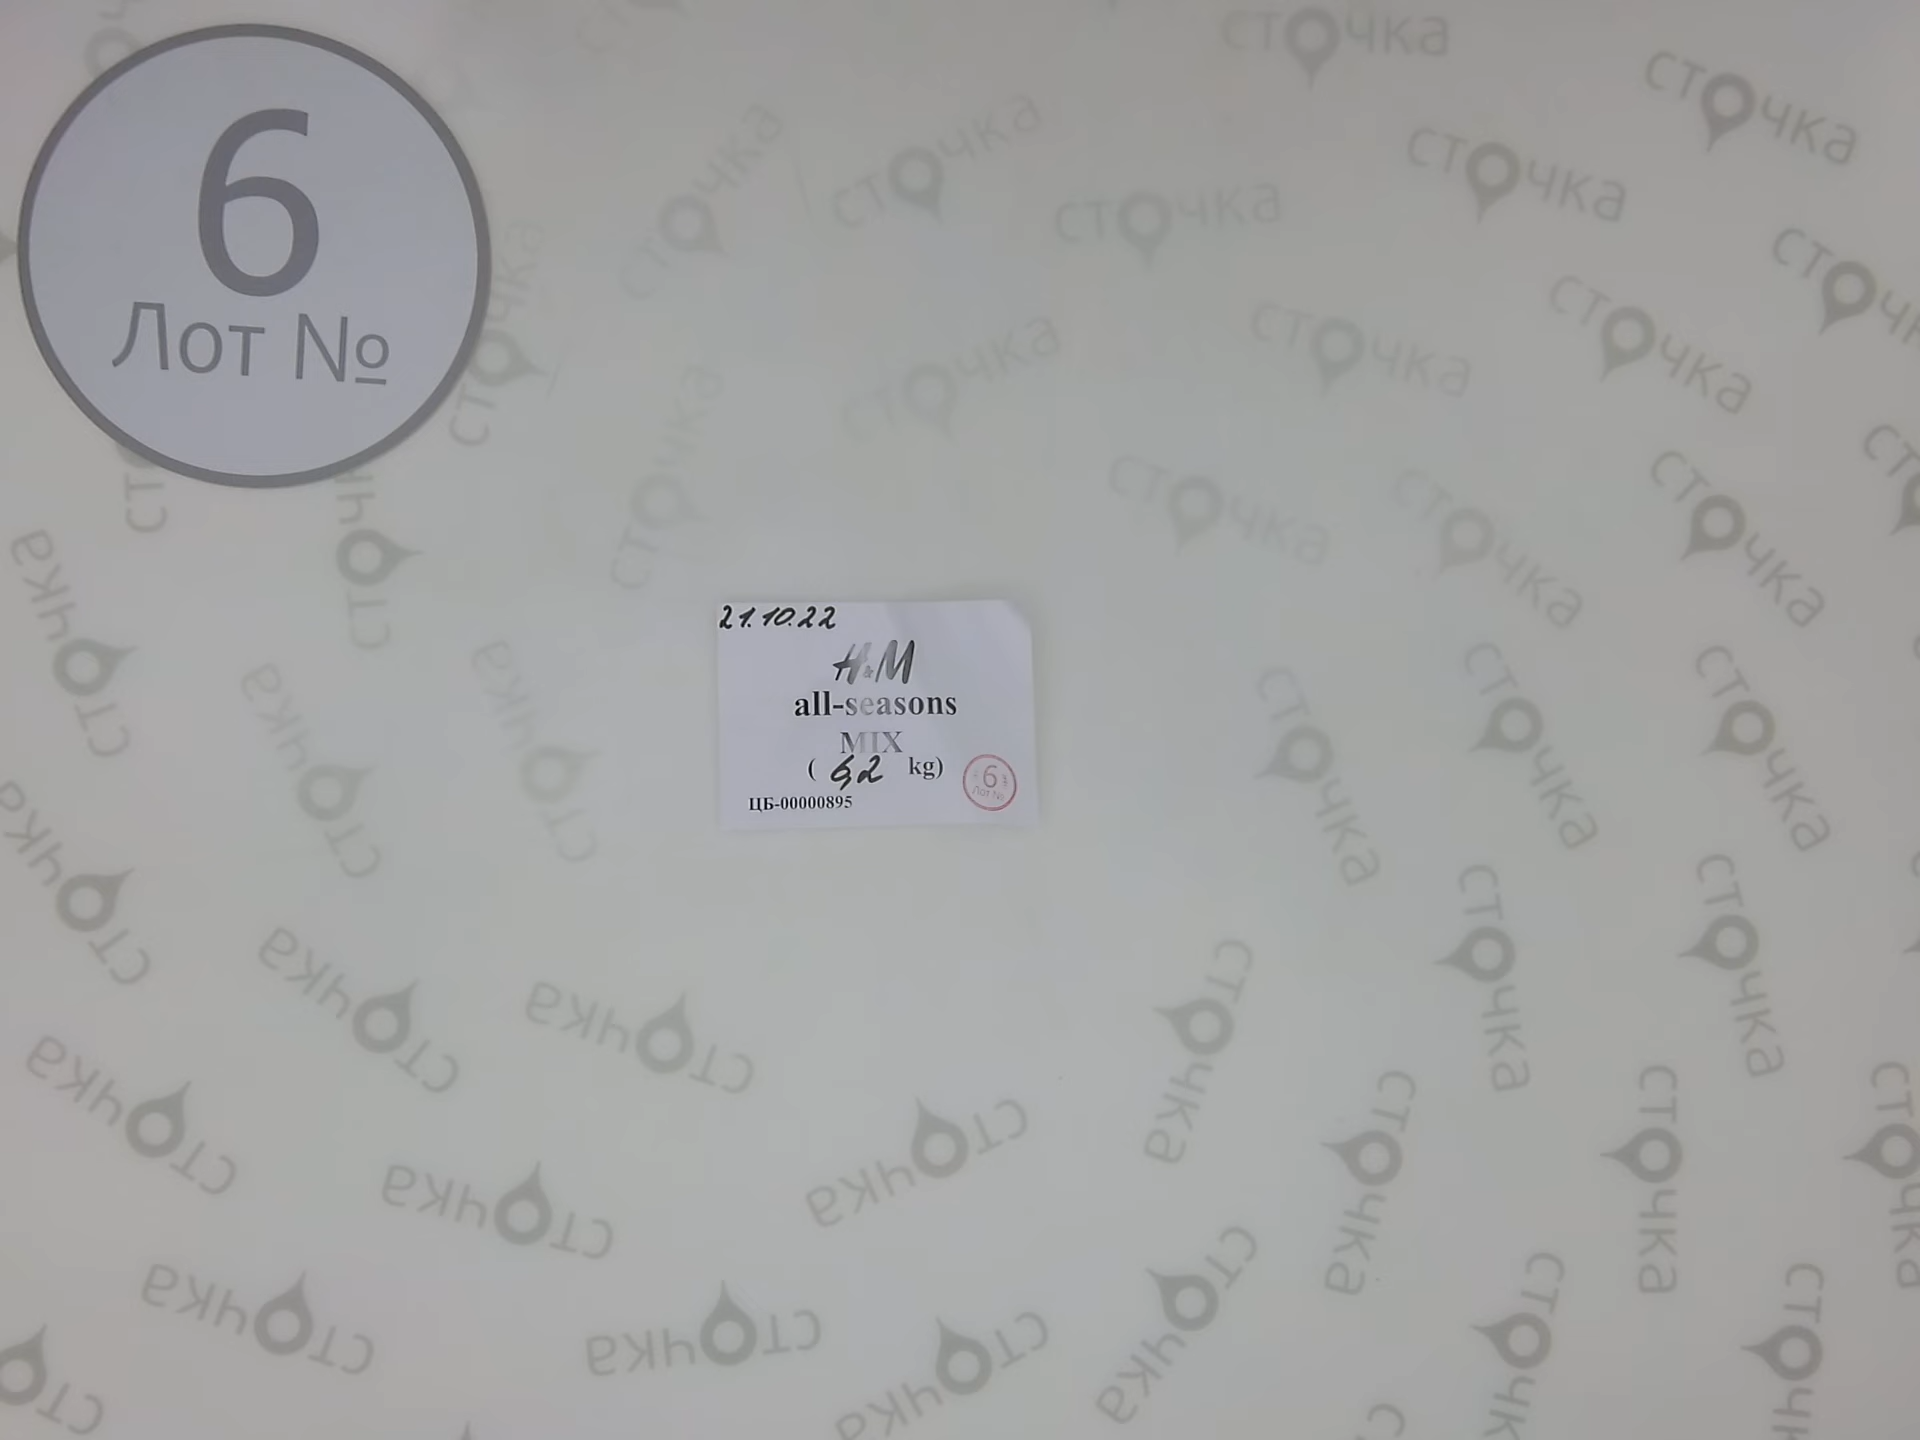 6
Лот №
21.10.22
H&M
all-seasons
MIX
( 6,2 kg)
ЦБ-00000895
6
Лот №
сточка